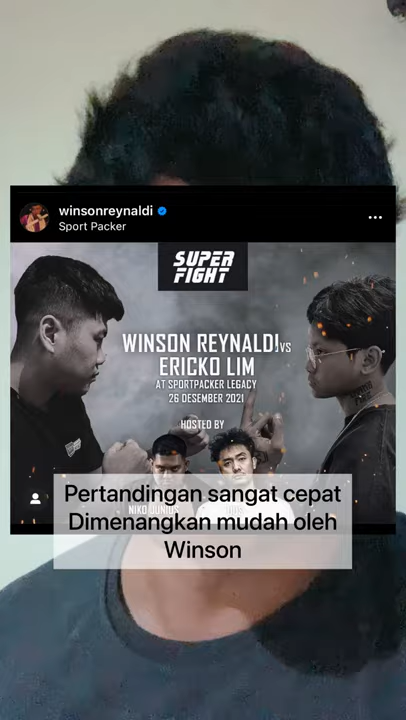 winsonreynaldi
Sport Packer
SUPER
FIGHT
WINSON REYNALDI VS
ERICKO LIM
AT SPORTPACKER LEGACY
26 DESEMBER 2021
HOSTED BY
NIKO JUNIUS
Pertandingan sangat cepat
Dimenangkan mudah oleh
Winson